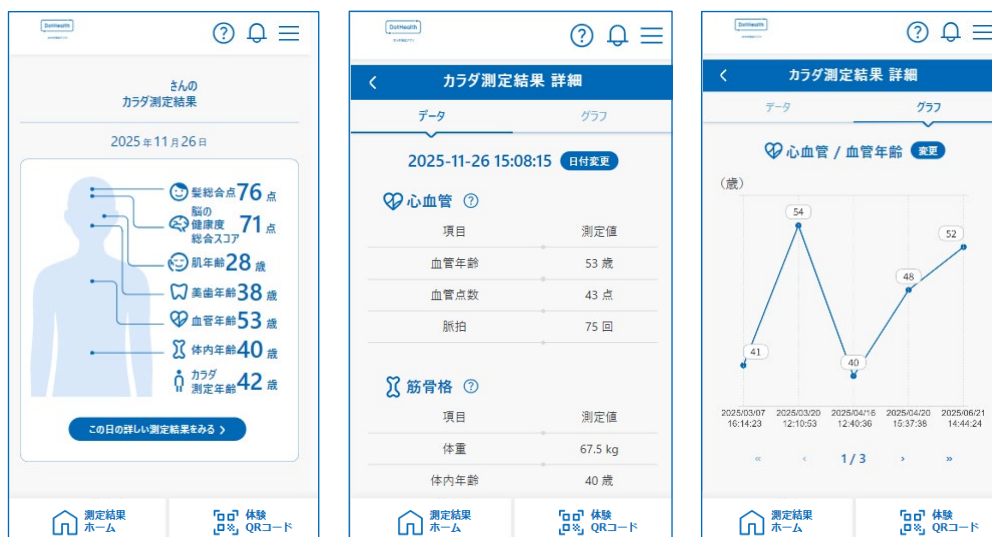 DotHealth
さんの
カラダ測定結果
2025年11月26日
髪総合点76点
脳の
健康度
総合スコア
71点
肌年齢28歳
美歯年齢38歳
血管年齢53歳
体内年齢40歳
カラダ
測定年齢42歳
この日の詳しい測定結果をみる >
測定結果
ホーム
体験
QRコード
DotHealth
カラダ測定結果 詳細
データ
グラフ
2025-11-26 15:08:15 日付変更
心血管
項目 測定値
血管年齢 53 歳
血管点数 43 点
脈拍 75 回
筋骨格
項目 測定値
体重 67.5 kg
体内年齢 40 歳
測定結果
ホーム
体験
QRコード
DotHealth
カラダ測定結果 詳細
データ
グラフ
心血管 / 血管年齢 変更
(歳)
54
52
48
41
40
2025/03/07
16:14:23
2025/03/20
12:10:53
2025/04/16
12:40:36
2025/04/20
15:37:38
2025/06/21
14:44:24
« ‹ 1 / 3 › »
測定結果
ホーム
体験
QRコード